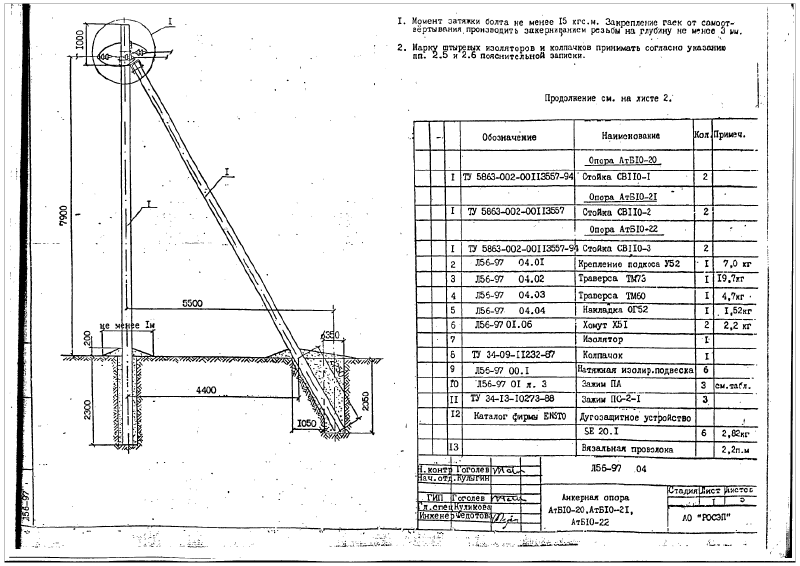 I. Момент затяжки болта не менее I5 кгс.м. Закрепление гаек от самоот-
вёртывания производить закерниванием резьбы на глубину не менее 3 мм.
2. Марку штыревых изоляторов и колпачков принимать согласно указанию
пп. 2.5 и 2.6 пояснительной записки.
Продолжение см. на листе 2.
I
I000
7900
I
I
5500
не менее Iм
200
350
4400
2300
I050
2350
Обозначение Наименование Кол. Примеч.
Опора АтБI0-20
I ТУ 5863-002-00II3557-94 Стойка СВII0-I 2
Опора АтБI0-2I
I ТУ 5863-002-00II3557 Стойка СВII0-2 2
Опора АтБI0-22
I ТУ 5863-002-00II3557-94 Стойка СВII0-3 2
2 Л56-97 04.0I Крепление подкоса У52 I 7,0 кг
3 Л56-97 04.02 Траверса ТМ73 I I9,7кг
4 Л56-97 04.03 Траверса ТМ60 I 4,7кг
5 Л56-97 04.04 Накладка ОГ52 I I,52кг
6 Л56-97 0I.06 Хомут Х5I 2 2,2 кг
7 Изолятор I
8 ТУ 34-09-II232-87 Колпачок I
9 Л56-97 00.I Натяжная изолир.подвеска 6
I0 Л56-97 0I л. 3 Зажим ПА 3 см.табл.
II ТУ 34-I3-I0273-88 Зажим ПС-2-I 3
I2 Каталог фирмы ENSTO Дугозащитное устройство
SE 20.I 6 2,82кг
I3 Вязальная проволока 2,2п.м
Н.контр Гоголев
Нач.отд. Кулыгин
ГИП Гоголев
Гл.спец Куликова
Инженер Федотова
Л56-97 04
Анкерная опора
АтБI0-20,АтБI0-2I,
АтБI0-22
Стадия Лист Листов
I
АО "РОСЭП"
Л56-97